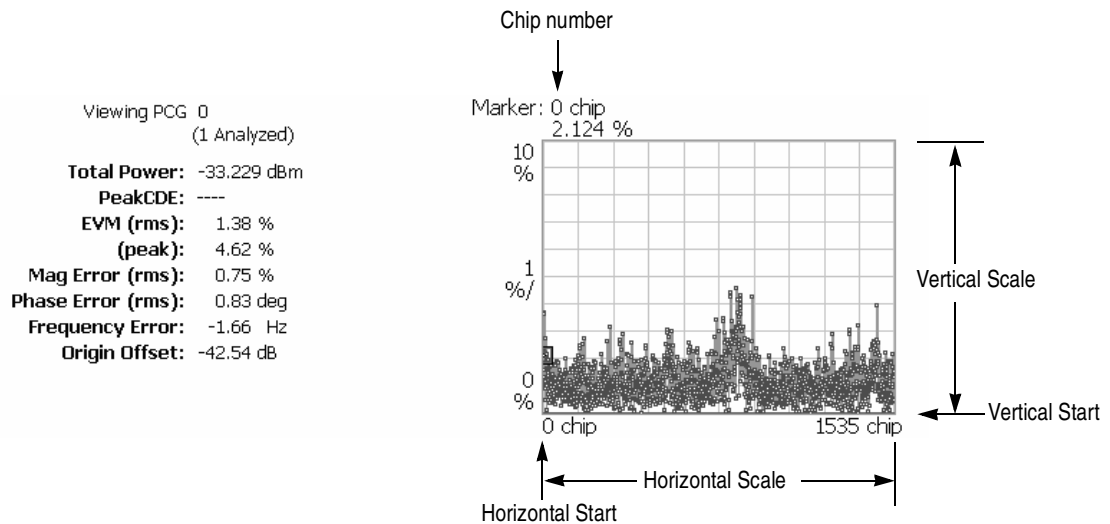 Chip number
Viewing PCG 0
(1 Analyzed)
Total Power: -33.229 dBm
PeakCDE: ----
EVM (rms): 1.38 %
(peak): 4.62 %
Mag Error (rms): 0.75 %
Phase Error (rms): 0.83 deg
Frequency Error: -1.66 Hz
Origin Offset: -42.54 dB
Marker: 0 chip
2.124 %
10
%
1
%/
0
%
0 chip 1535 chip
Vertical Scale
Vertical Start
Horizontal Scale
Horizontal Start